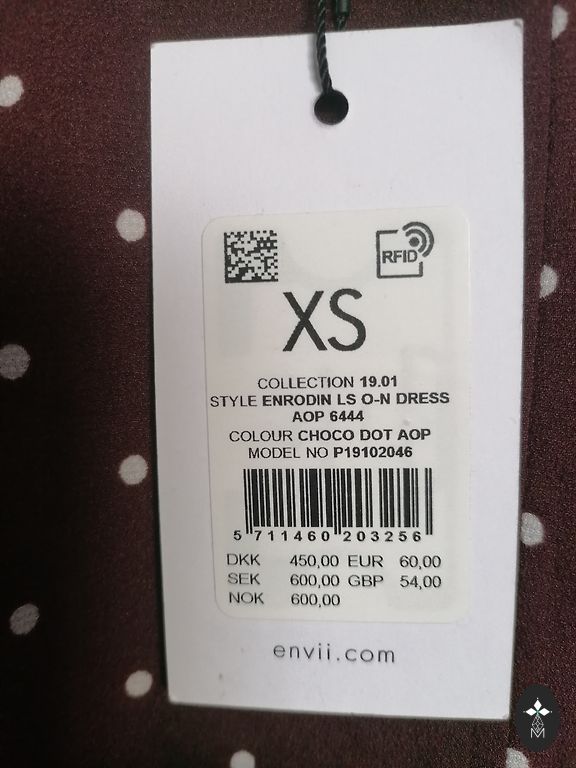 RFID
XS
COLLECTION 19.01
STYLE ENRODIN LS O-N DRESS
AOP 6444
COLOUR CHOCO DOT AOP
MODEL NO P19102046
5 711460 203256
DKK 450,00 EUR 60,00
SEK 600,00 GBP 54,00
NOK 600,00
envii.com
M